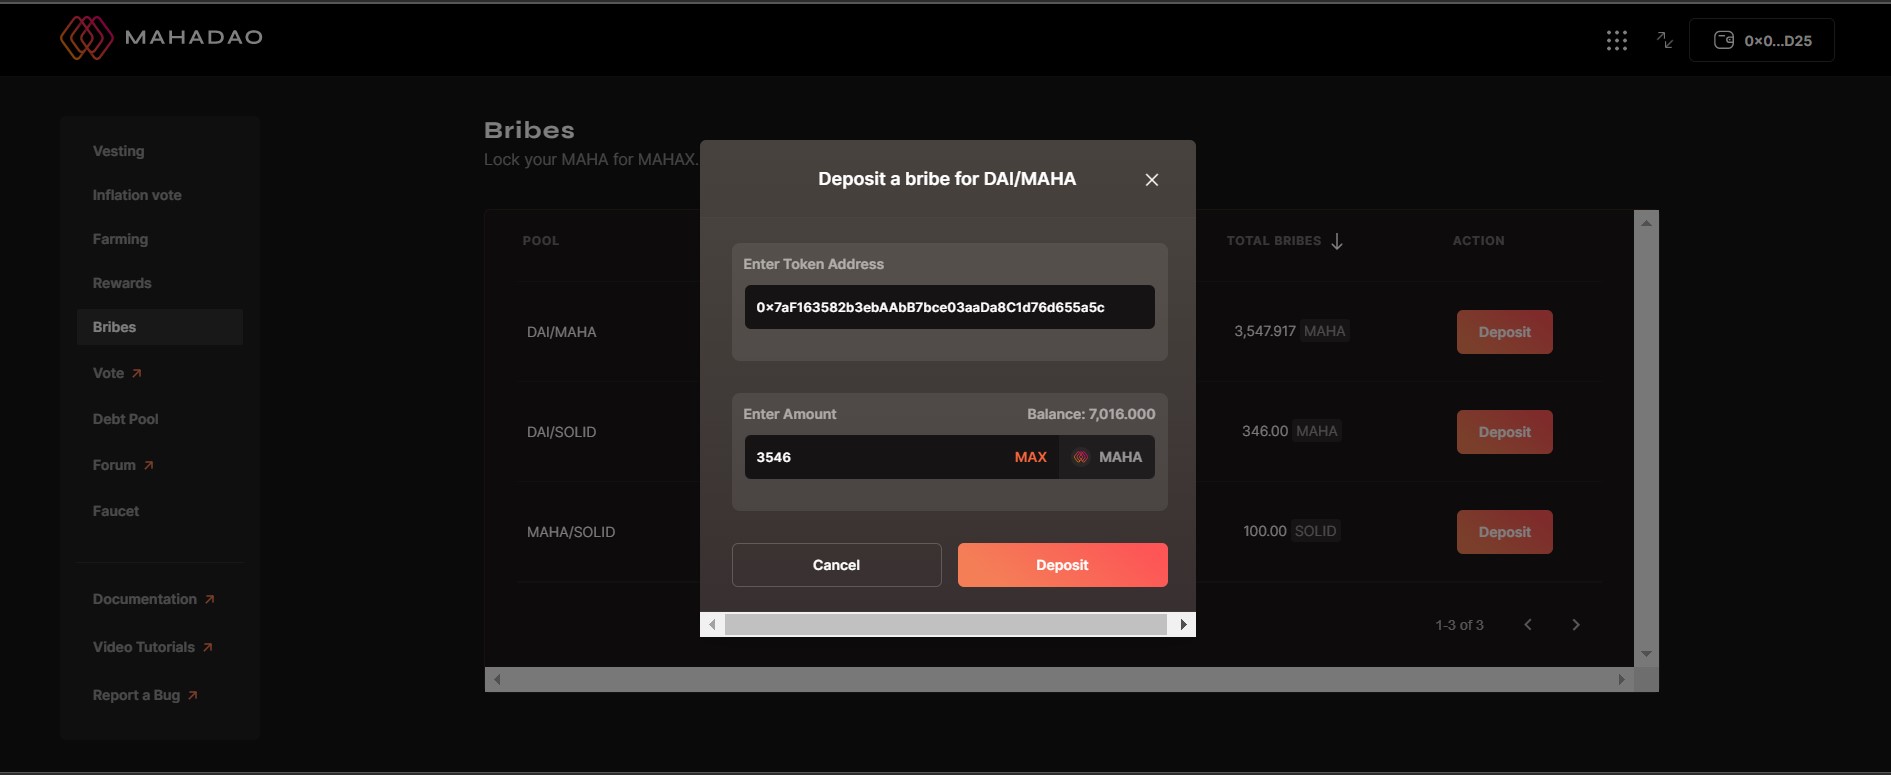 MAHADAO
0×0...D25
Vesting
Inflation vote
Farming
Rewards
Bribes
Vote
Debt Pool
Forum
Faucet
Documentation
Video Tutorials
Report a Bug
Bribes
Lock your MAHA for MAHAX.
POOL
TOTAL BRIBES
ACTION
DAI/MAHA
3,547.917 MAHA
Deposit
DAI/SOLID
346.00 MAHA
Deposit
MAHA/SOLID
100.00 SOLID
Deposit
1-3 of 3
Deposit a bribe for DAI/MAHA
Enter Token Address
0×7aF163582b3ebAAbB7bce03aaDa8C1d76d655a5c
Enter Amount Balance: 7,016.000
3546 MAX MAHA
Cancel Deposit